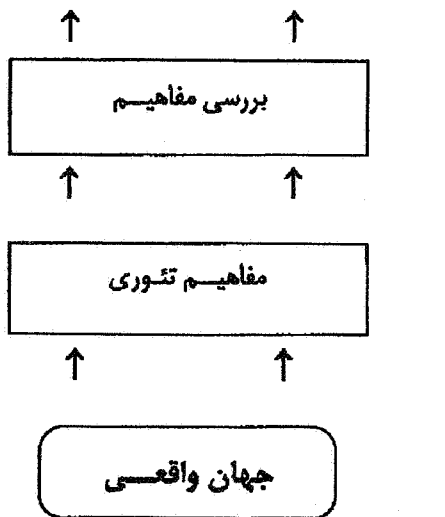 بررسی مفاهیم
مفاهیم تئوری
جهان واقعی